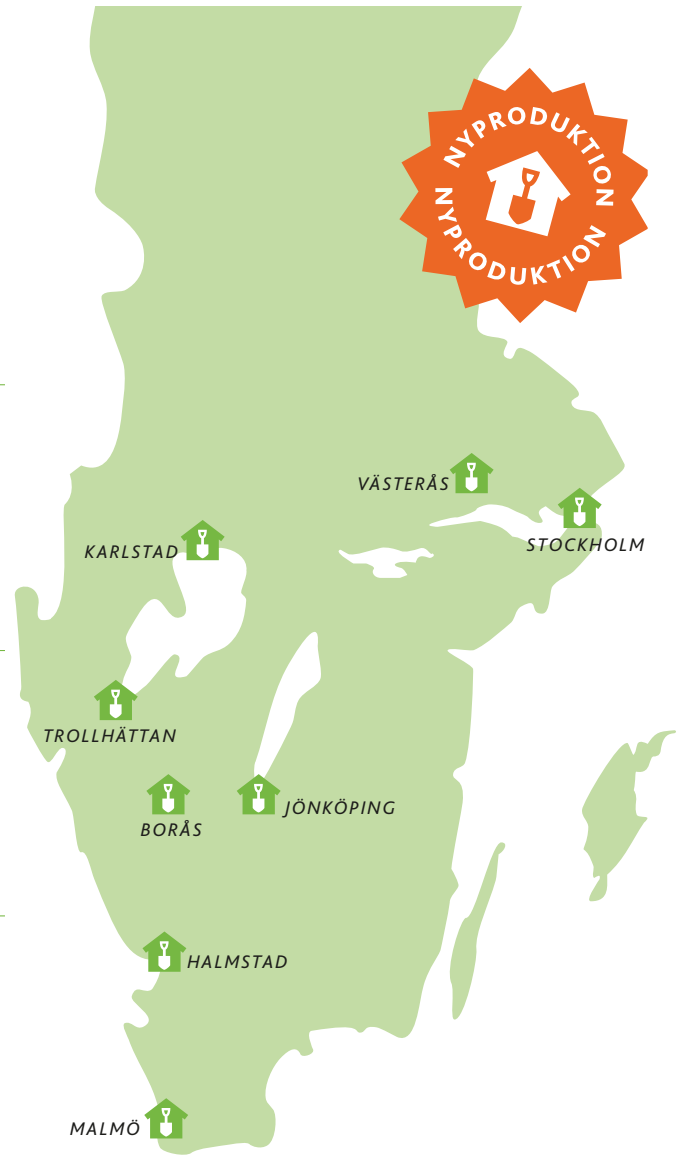 NYPRODUKTION
NYPRODUKTION
VÄSTERÅS
STOCKHOLM
KARLSTAD
TROLLHÄTTAN
JÖNKÖPING
BORÅS
HALMSTAD
MALMÖ